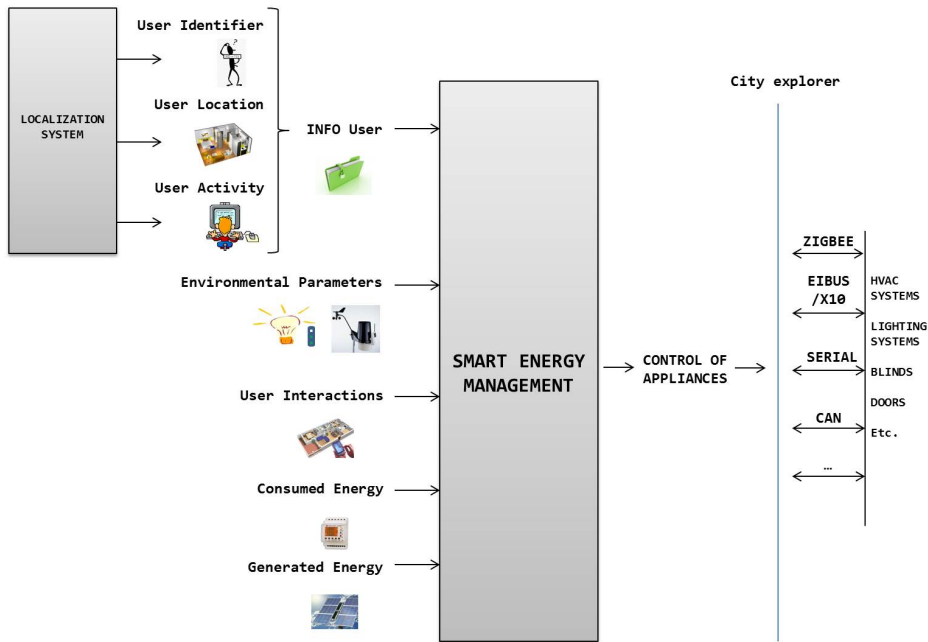 User Identifier
LOCALIZATION
SYSTEM
User Location
User Activity
INFO User
Environmental Parameters
User Interactions
Consumed Energy
Generated Energy
SMART ENERGY
MANAGEMENT
CONTROL OF
APPLIANCES
City explorer
ZIGBEE
EIBUS
/X10
SERIAL
CAN
…
HVAC
SYSTEMS
LIGHTING
SYSTEMS
BLINDS
DOORS
Etc.